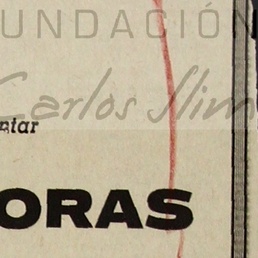 UNDACIÓN
Carlos Slim
ntar
ORAS